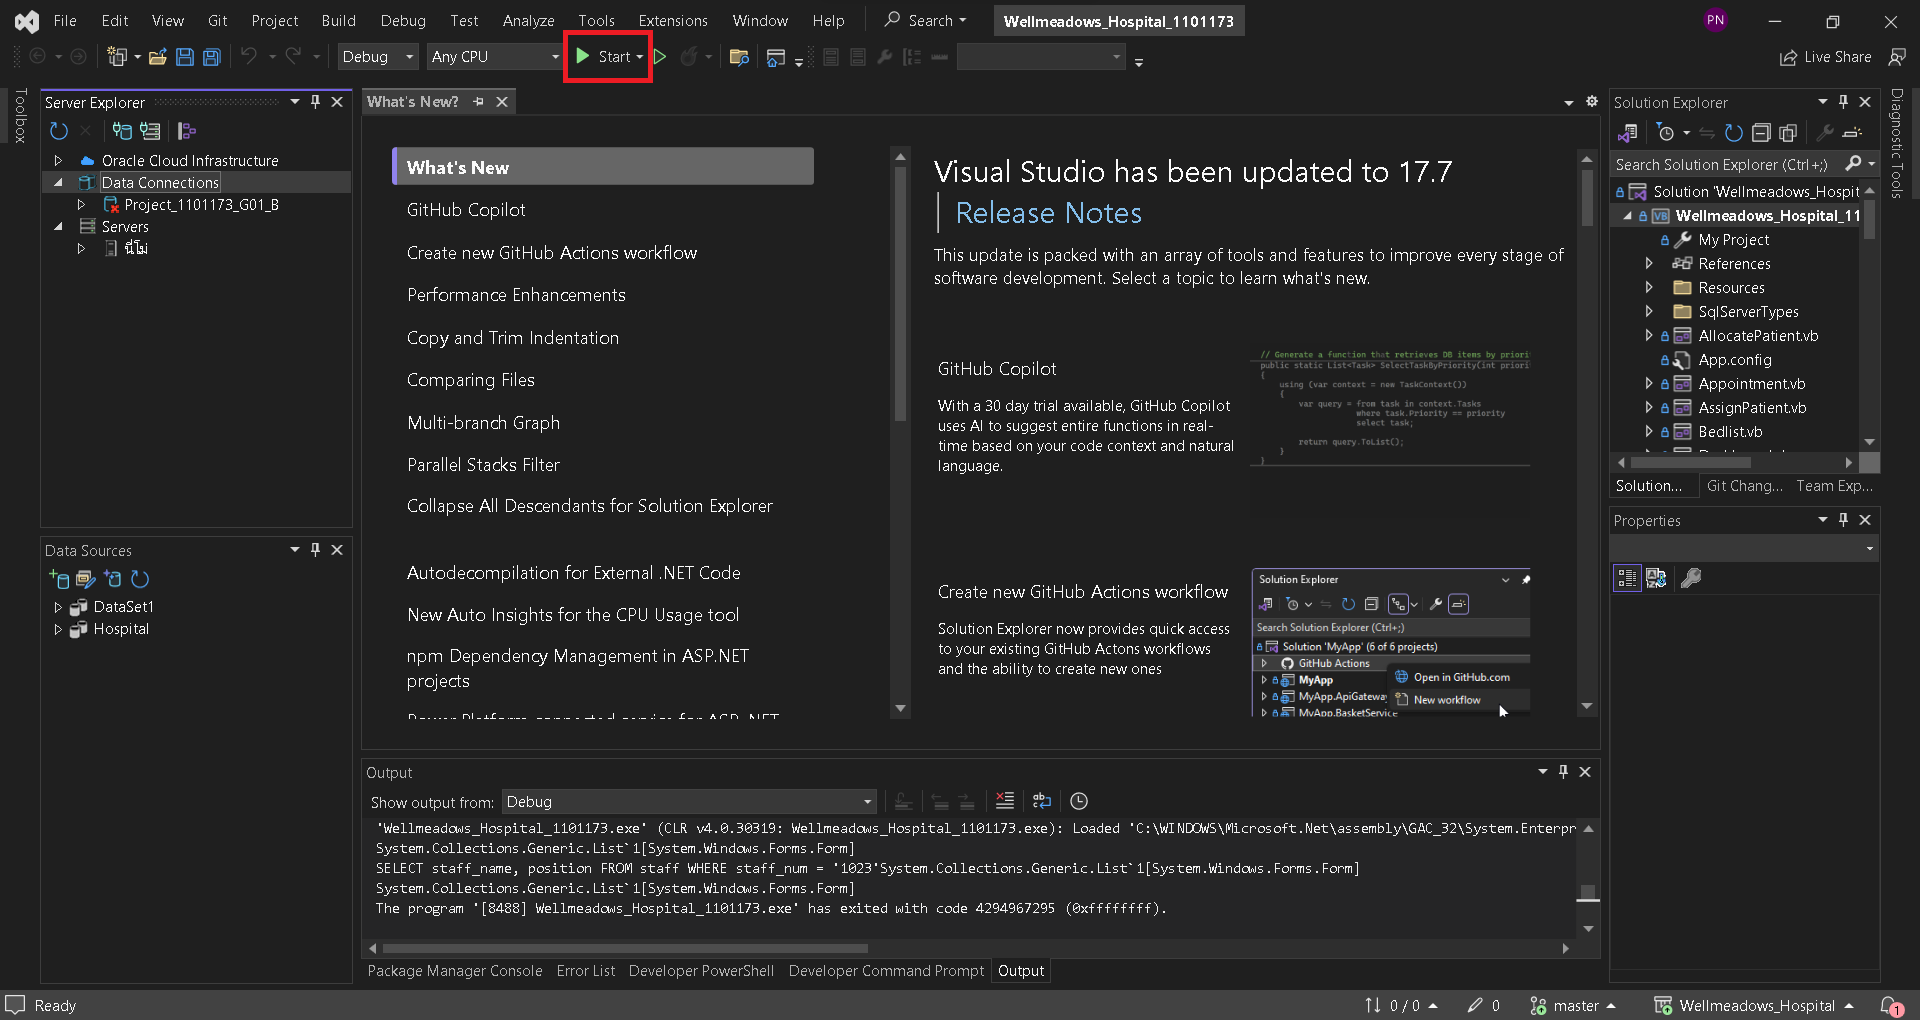 File Edit View Git Project Build Debug Test Analyze Tools Extensions Window Help Search Wellmeadows_Hospital_1101173 PN
Debug Any CPU Start Live Share
Toolbox
Server Explorer
Oracle Cloud Infrastructure
Data Connections
Project_1101173_G01_B
Servers
นี่โม่
Data Sources
DataSet1
Hospital
What's New?
What's New
GitHub Copilot
Create new GitHub Actions workflow
Performance Enhancements
Copy and Trim Indentation
Comparing Files
Multi-branch Graph
Parallel Stacks Filter
Collapse All Descendants for Solution Explorer
Autodecompilation for External .NET Code
New Auto Insights for the CPU Usage tool
npm Dependency Management in ASP.NET
projects
Power Platform connected service for ASP .NET
Visual Studio has been updated to 17.7
Release Notes
This update is packed with an array of tools and features to improve every stage of
software development. Select a topic to learn what's new.
GitHub Copilot
With a 30 day trial available, GitHub Copilot
uses AI to suggest entire functions in real-
time based on your code context and natural
language.
// Generate a function that retrieves DB items by priori
public static List<Task> SelectTaskByPriority(int priorit
{
using (var context = new TaskContext())
{
var query = from task in context.Tasks
where task.Priority == priority
select task;
return query.ToList();
}
}
Create new GitHub Actions workflow
Solution Explorer now provides quick access
to your existing GitHub Actons workflows
and the ability to create new ones
Solution Explorer
Search Solution Explorer (Ctrl+;)
Solution 'MyApp' (6 of 6 projects)
GitHub Actions
MyApp
MyApp.ApiGateway
MyApp.BasketService
Open in GitHub.com
New workflow
Output
Show output from: Debug
'Wellmeadows_Hospital_1101173.exe' (CLR v4.0.30319: Wellmeadows_Hospital_1101173.exe): Loaded 'C:\WINDOWS\Microsoft.Net\assembly\GAC_32\System.Enterpr
System.Collections.Generic.List`1[System.Windows.Forms.Form]
SELECT staff_name, position FROM staff WHERE staff_num = '1023'System.Collections.Generic.List`1[System.Windows.Forms.Form]
System.Collections.Generic.List`1[System.Windows.Forms.Form]
The program '[8488] Wellmeadows_Hospital_1101173.exe' has exited with code 4294967295 (0xffffffff).
Package Manager Console Error List Developer PowerShell Developer Command Prompt Output
Solution Explorer
Search Solution Explorer (Ctrl+;)
Solution 'Wellmeadows_Hospit
Wellmeadows_Hospital_11
My Project
References
Resources
SqlServerTypes
AllocatePatient.vb
App.config
Appointment.vb
AssignPatient.vb
Bedlist.vb
Solution... Git Chang... Team Exp...
Properties
Diagnostic Tools
Ready 0 / 0 0 master Wellmeadows_Hospital 1